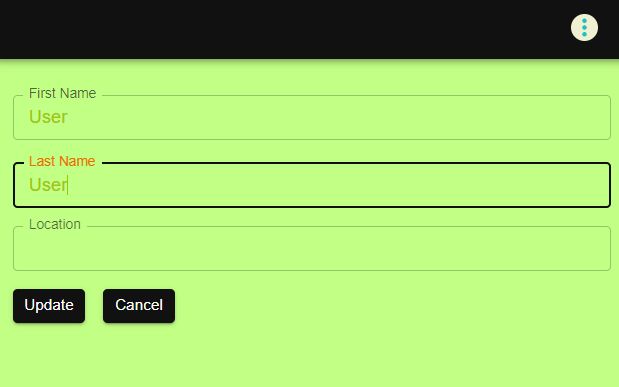 First Name
User
Last Name
User
Location
Update Cancel